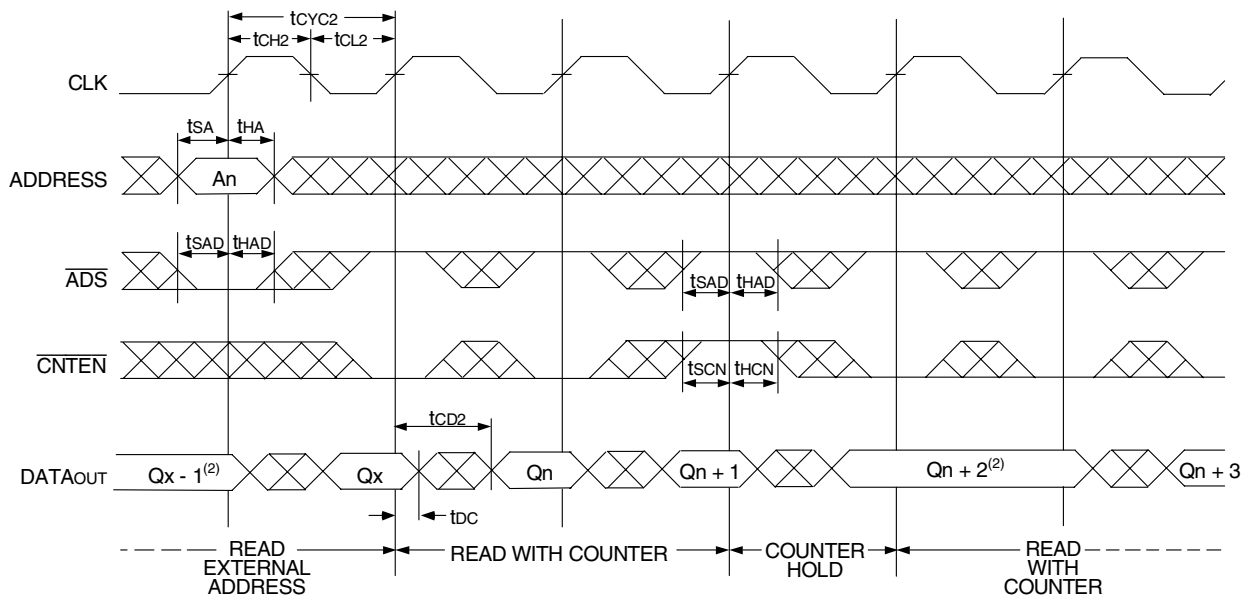 tCYC2
tCH2 tCL2
CLK
tSA tHA
ADDRESS An
tSAD tHAD
ADS
tSAD tHAD
CNTEN
tSCN tHCN
tCD2
DATAOUT Qx - 1(2) Qx Qn Qn + 1 Qn + 2(2) Qn + 3
tDC
READ EXTERNAL ADDRESS
READ WITH COUNTER
COUNTER HOLD
READ WITH COUNTER